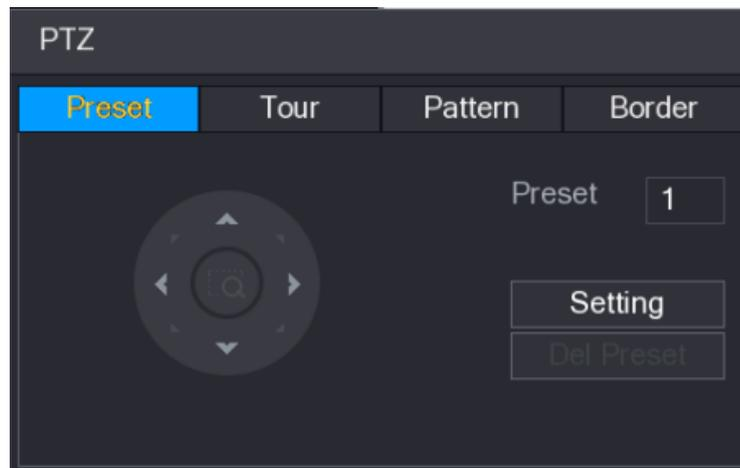 PTZ
Preset Tour Pattern Border
Preset 1
Setting
Del Preset